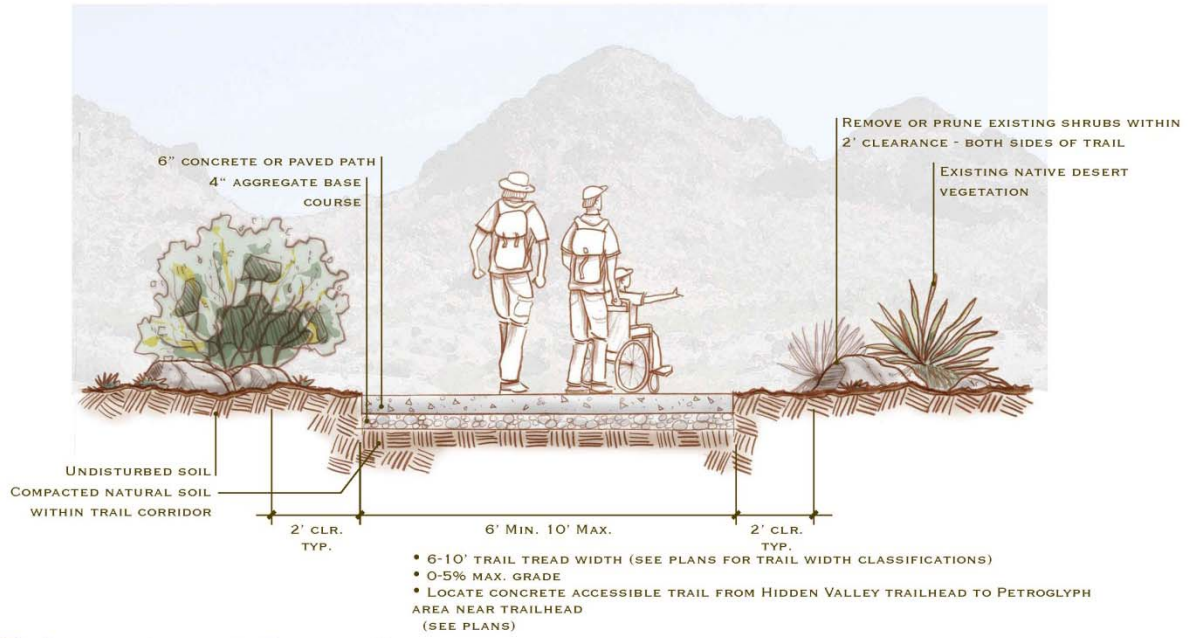 REMOVE OR PRUNE EXISTING SHRUBS WITHIN
2' CLEARANCE - BOTH SIDES OF TRAIL
6" CONCRETE OR PAVED PATH
4" AGGREGATE BASE
COURSE
EXISTING NATIVE DESERT
VEGETATION
UNDISTURBED SOIL
COMPACTED NATURAL SOIL
WITHIN TRAIL CORRIDOR
2' CLR.
TYP.
6' MIN. 10' MAX.
2' CLR.
TYP.
• 6-10' TRAIL TREAD WIDTH (SEE PLANS FOR TRAIL WIDTH CLASSIFICATIONS)
• 0-5% MAX. GRADE
• LOCATE CONCRETE ACCESSIBLE TRAIL FROM HIDDEN VALLEY TRAILHEAD TO PETROGLYPH
AREA NEAR TRAILHEAD
(SEE PLANS)